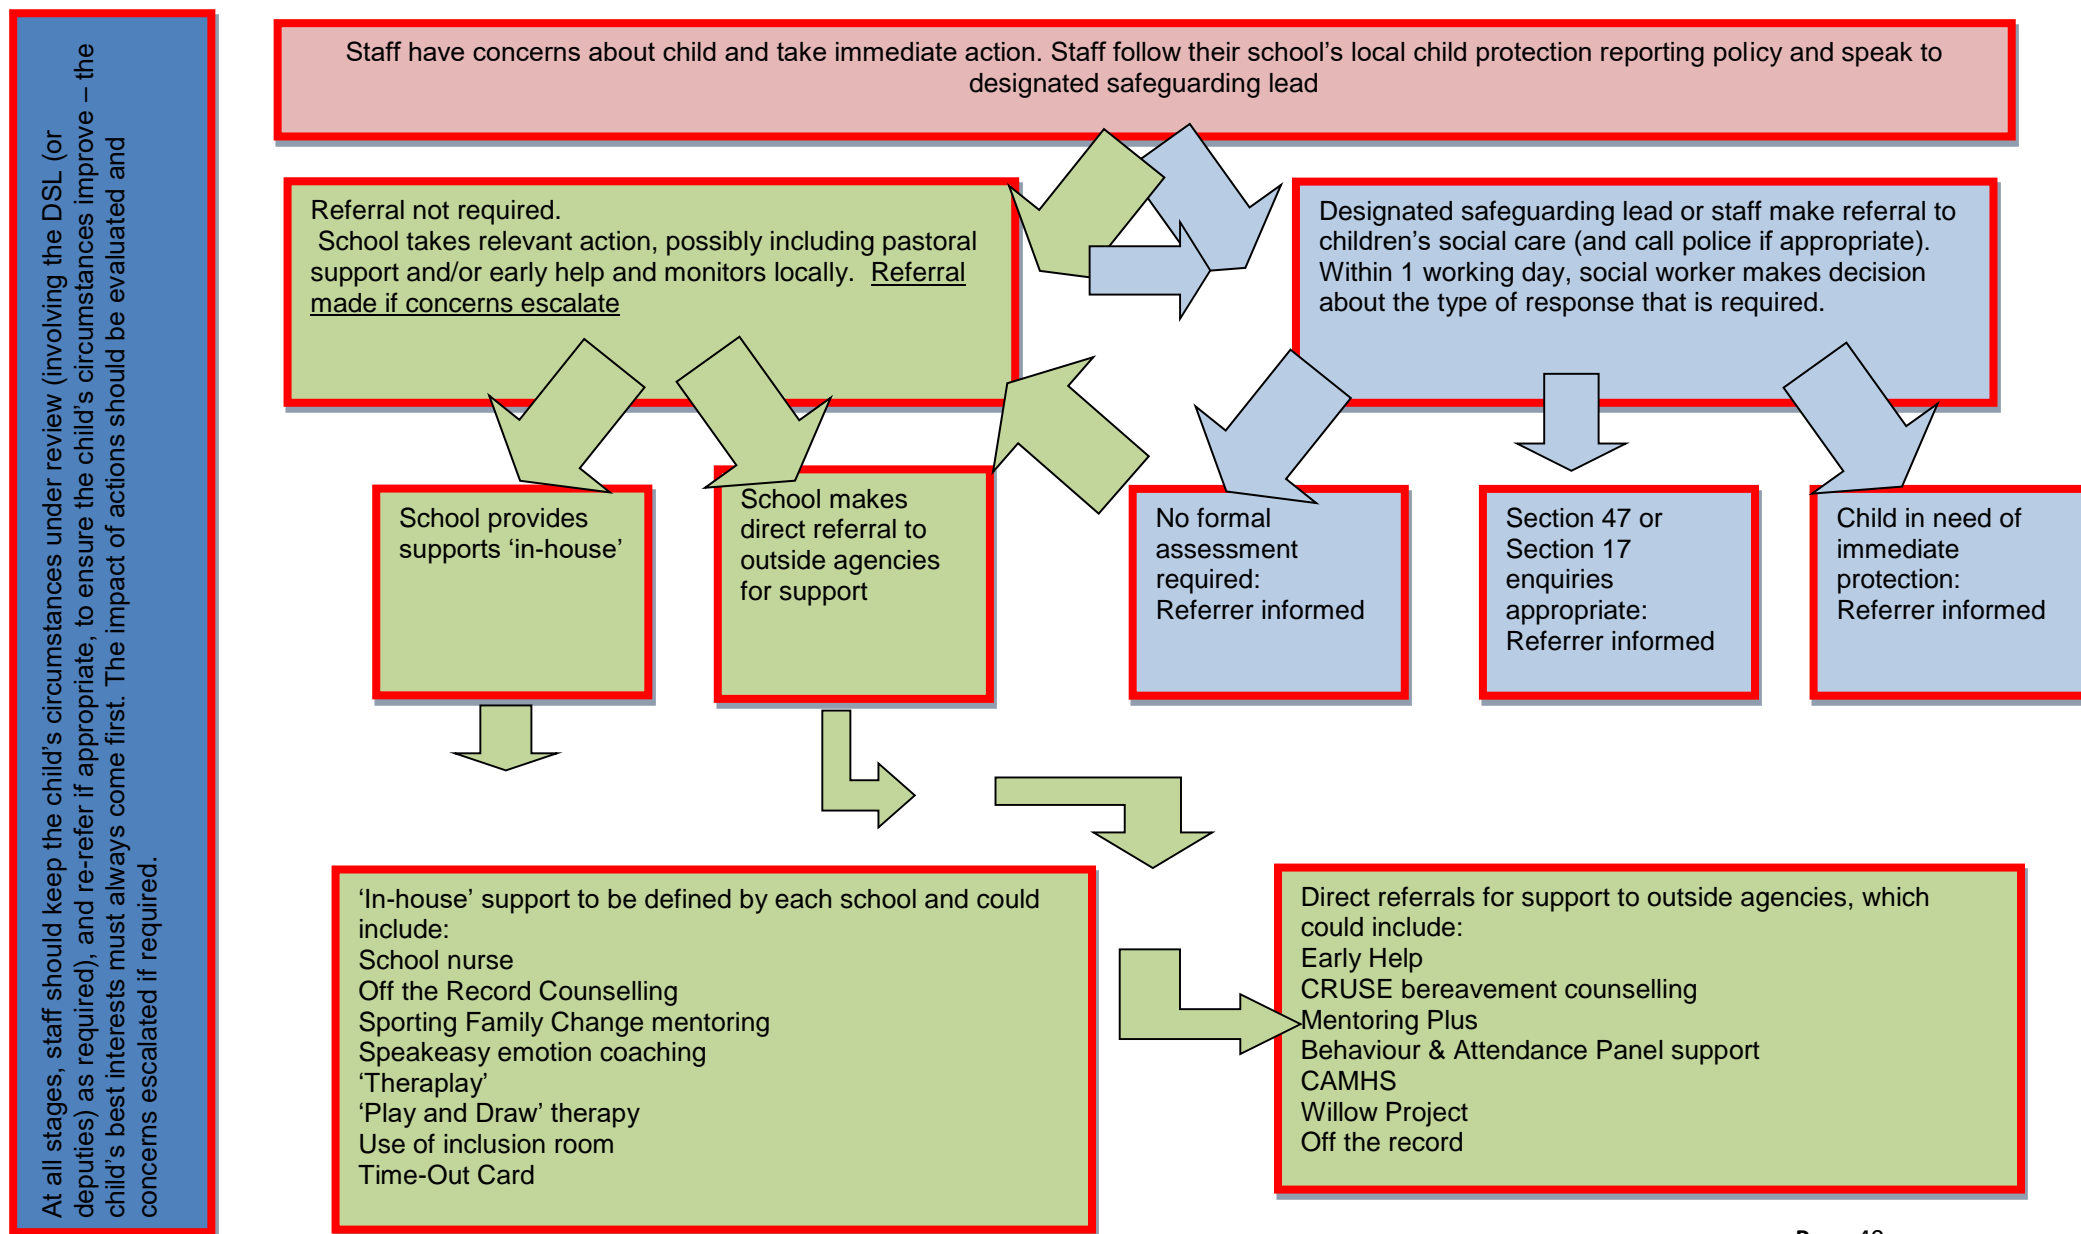 At all stages, staff should keep the child’s circumstances under review (involving the DSL (or
deputies) as required), and re-refer if appropriate, to ensure the child’s circumstances improve – the
child’s best interests must always come first. The impact of actions should be evaluated and
concerns escalated if required.
Staff have concerns about child and take immediate action. Staff follow their school’s local child protection reporting policy and speak to
designated safeguarding lead
Referral not required.
School takes relevant action, possibly including pastoral
support and/or early help and monitors locally. Referral
made if concerns escalate
Designated safeguarding lead or staff make referral to
children’s social care (and call police if appropriate).
Within 1 working day, social worker makes decision
about the type of response that is required.
School provides
supports ‘in-house’
School makes
direct referral to
outside agencies
for support
No formal
assessment
required:
Referrer informed
Section 47 or
Section 17
enquiries
appropriate:
Referrer informed
Child in need of
immediate
protection:
Referrer informed
‘In-house’ support to be defined by each school and could
include:
School nurse
Off the Record Counselling
Sporting Family Change mentoring
Speakeasy emotion coaching
‘Theraplay’
‘Play and Draw’ therapy
Use of inclusion room
Time-Out Card
Direct referrals for support to outside agencies, which
could include:
Early Help
CRUSE bereavement counselling
Mentoring Plus
Behaviour & Attendance Panel support
CAMHS
Willow Project
Off the record